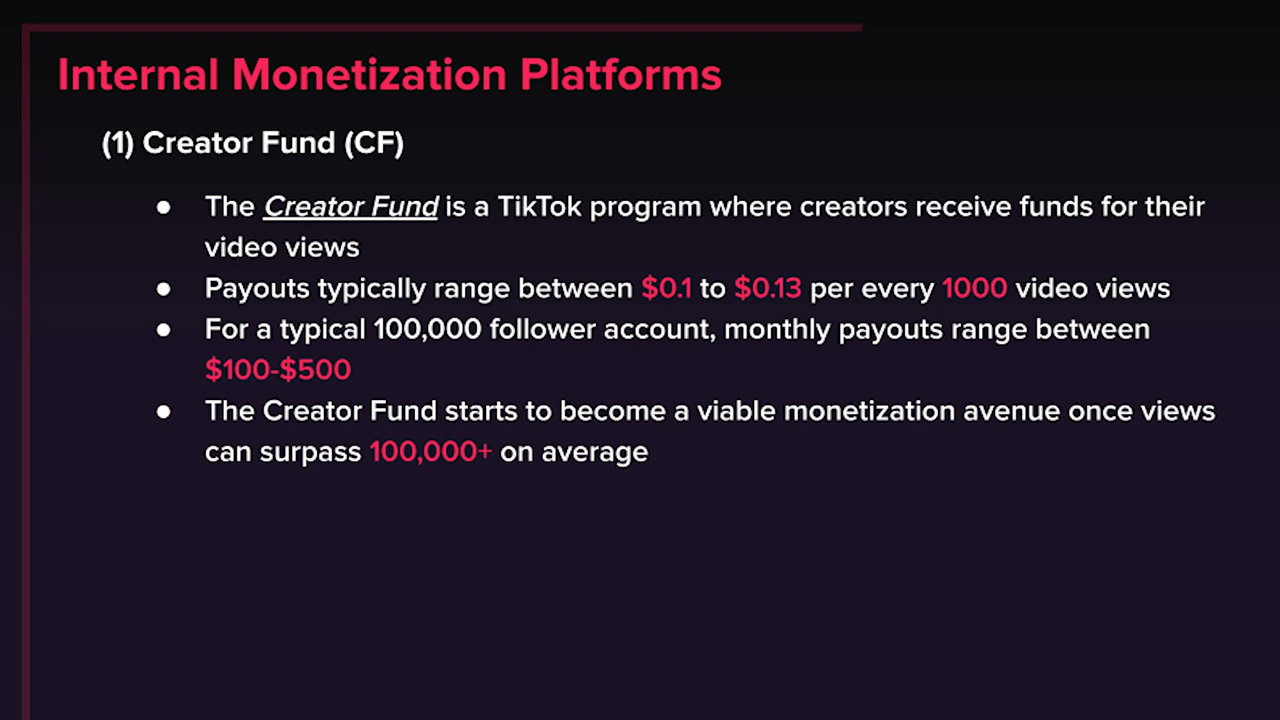 Internal Monetization Platforms
(1) Creator Fund (CF)
● The Creator Fund is a TikTok program where creators receive funds for their
video views
● Payouts typically range between $0.1 to $0.13 per every 1000 video views
● For a typical 100,000 follower account, monthly payouts range between
$100-$500
● The Creator Fund starts to become a viable monetization avenue once views
can surpass 100,000+ on average